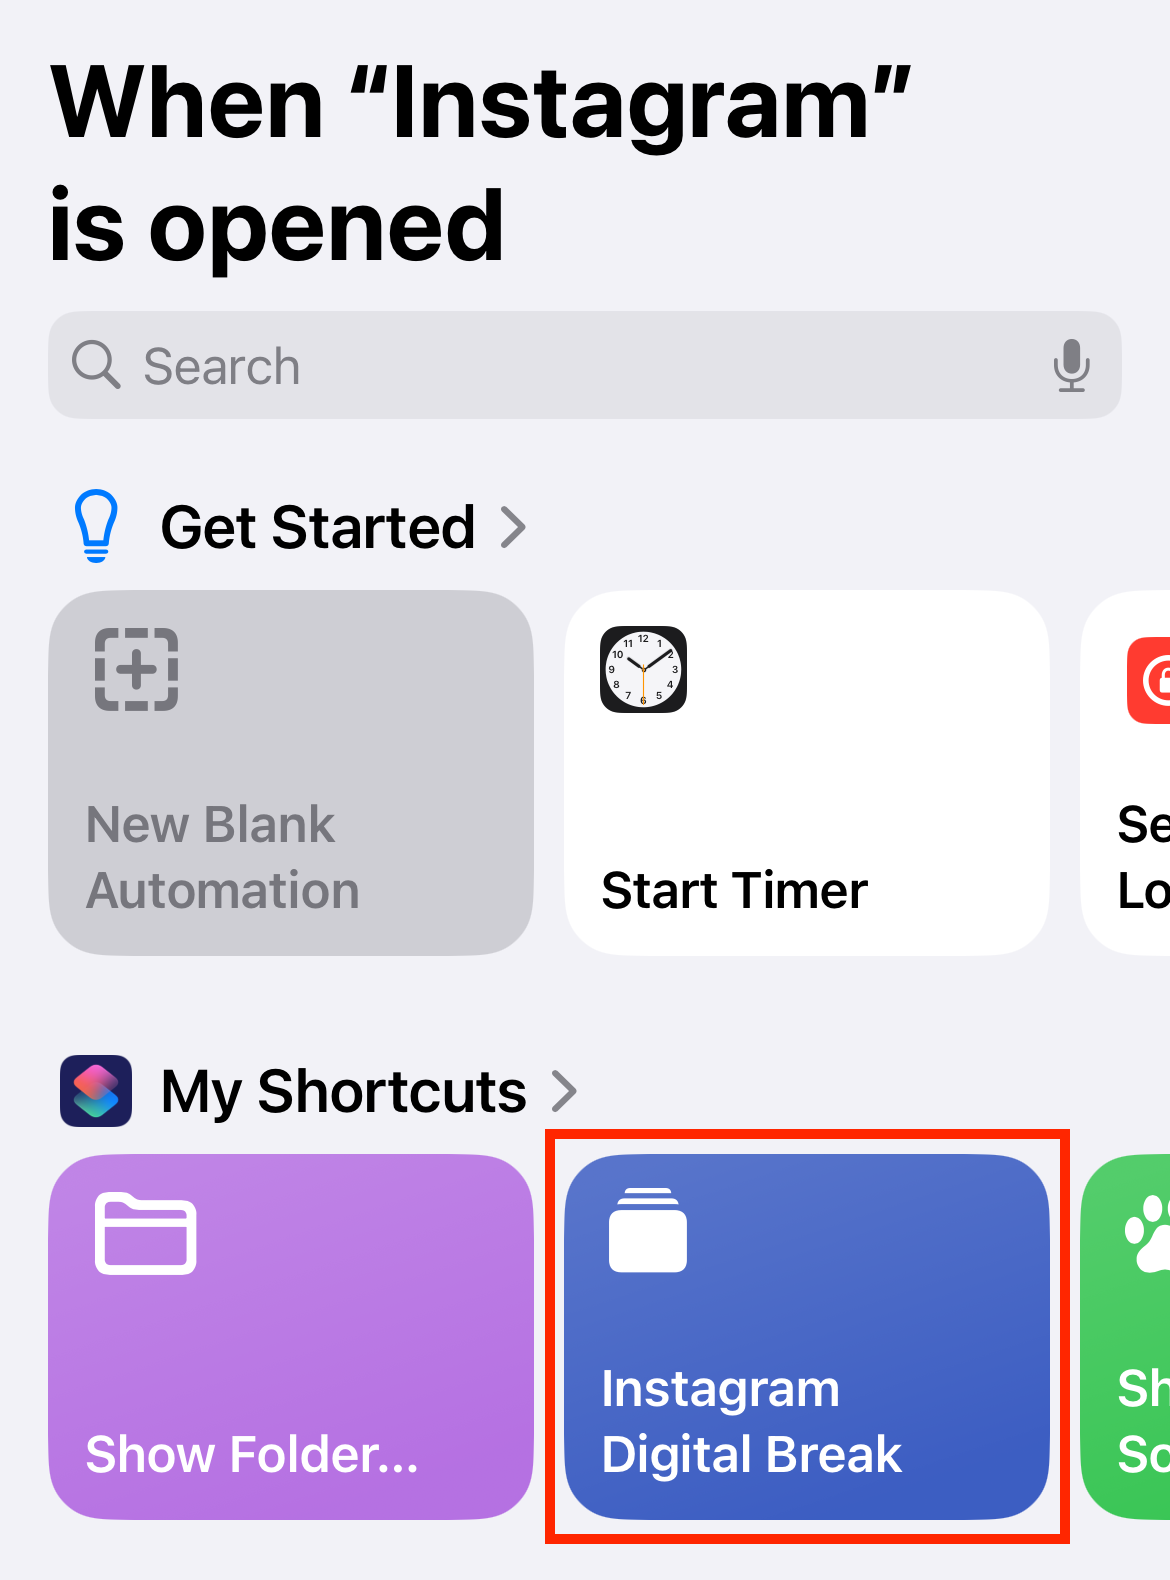 When “Instagram”
is opened
Search
Get Started
New Blank
Automation
12
11
1
10
2
9
3
8
4
7
6
5
Start Timer
Se
Lo
My Shortcuts
Show Folder...
Instagram
Digital Break
Sh
Sc